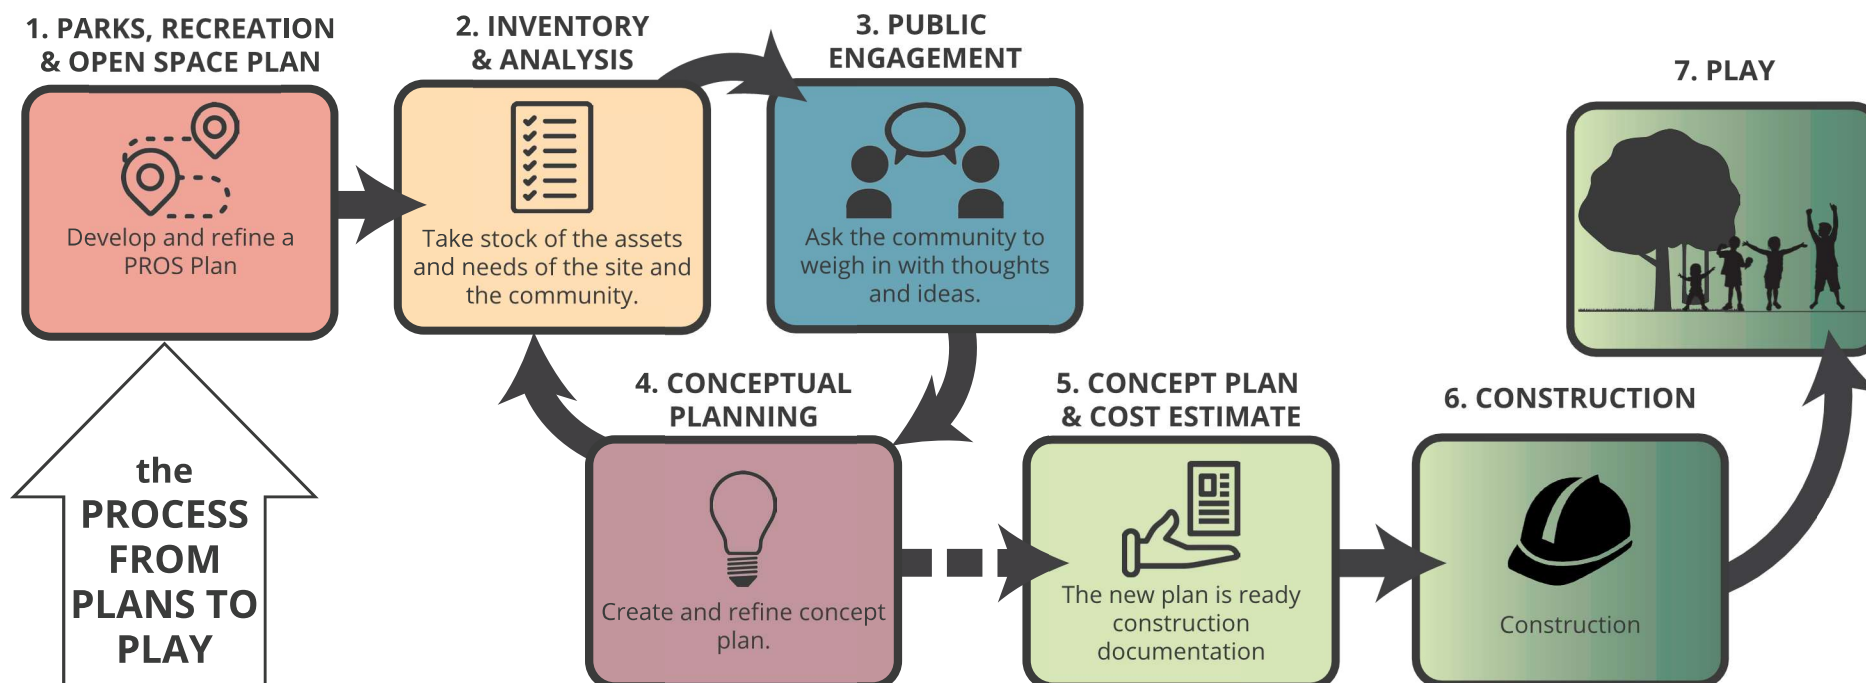 1. PARKS, RECREATION
& OPEN SPACE PLAN
Develop and refine a
PROS Plan
2. INVENTORY
& ANALYSIS
Take stock of the assets
and needs of the site and
the community.
3. PUBLIC
ENGAGEMENT
Ask the community to
weigh in with thoughts
and ideas.
4. CONCEPTUAL
PLANNING
Create and refine concept
plan.
5. CONCEPT PLAN
& COST ESTIMATE
The new plan is ready
construction
documentation
6. CONSTRUCTION
Construction
7. PLAY
the
PROCESS
FROM
PLANS TO
PLAY